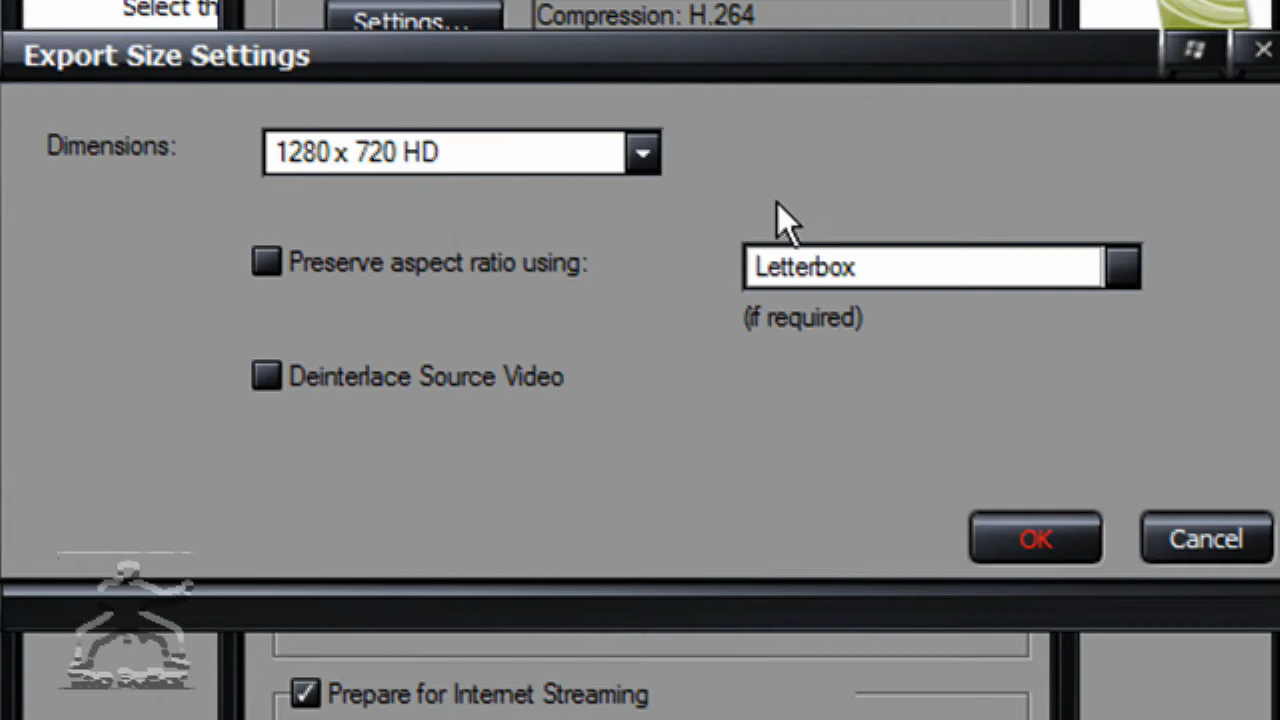 Select th
Settings...
Compression: H.264
Export Size Settings
Dimensions:
1280 x 720 HD
Preserve aspect ratio using:
Letterbox
(if required)
Deinterlace Source Video
OK
Cancel
Prepare for Internet Streaming